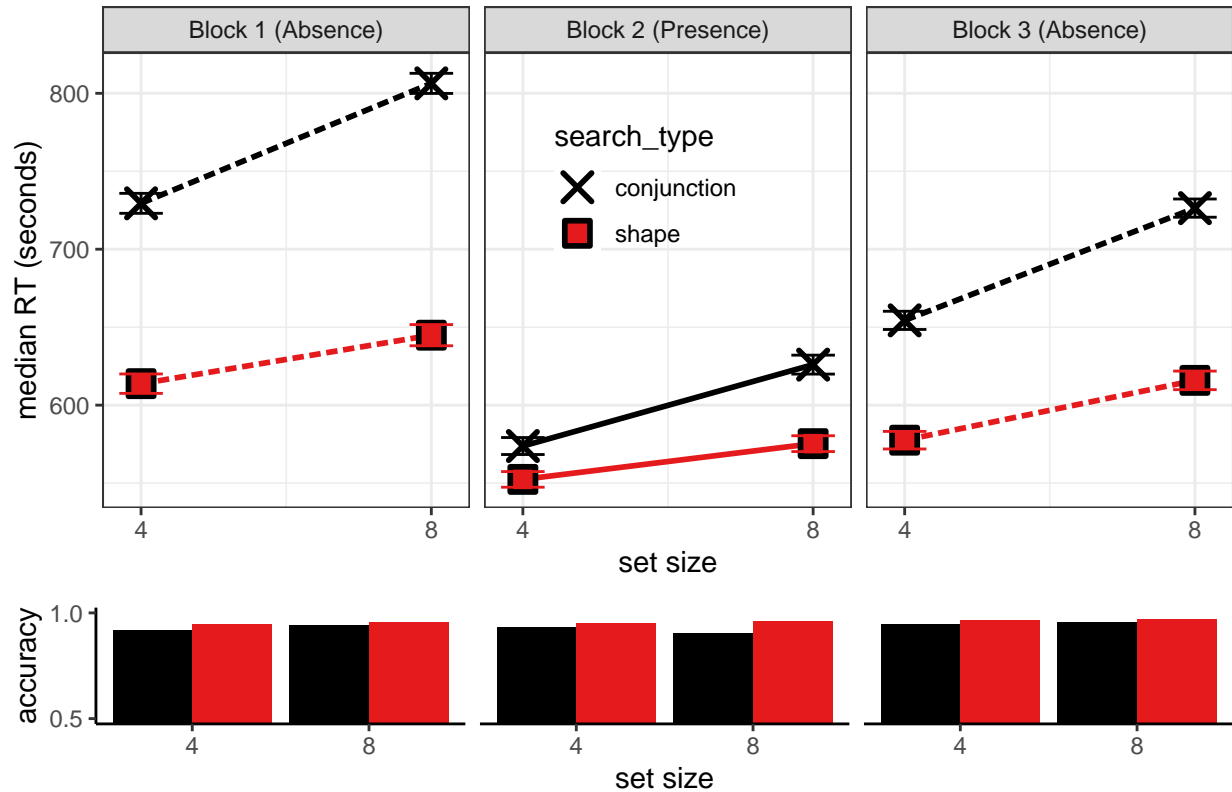 Block 1 (Absence)
Block 2 (Presence)
Block 3 (Absence)
median RT (seconds)
800
700
600
search_type
conjunction
shape
4
8
4
8
4
8
set size
accuracy
1.0
0.5
4
8
4
8
4
8
set size